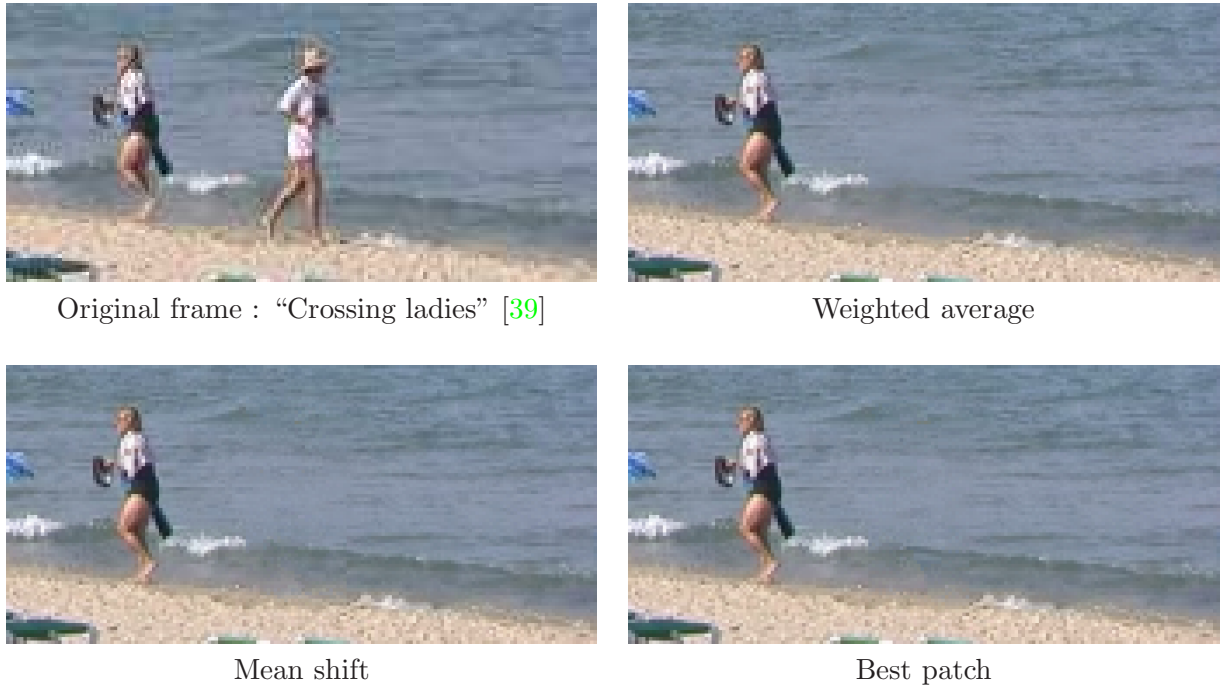 Original frame : “Crossing ladies” [39]
Weighted average
Mean shift
Best patch